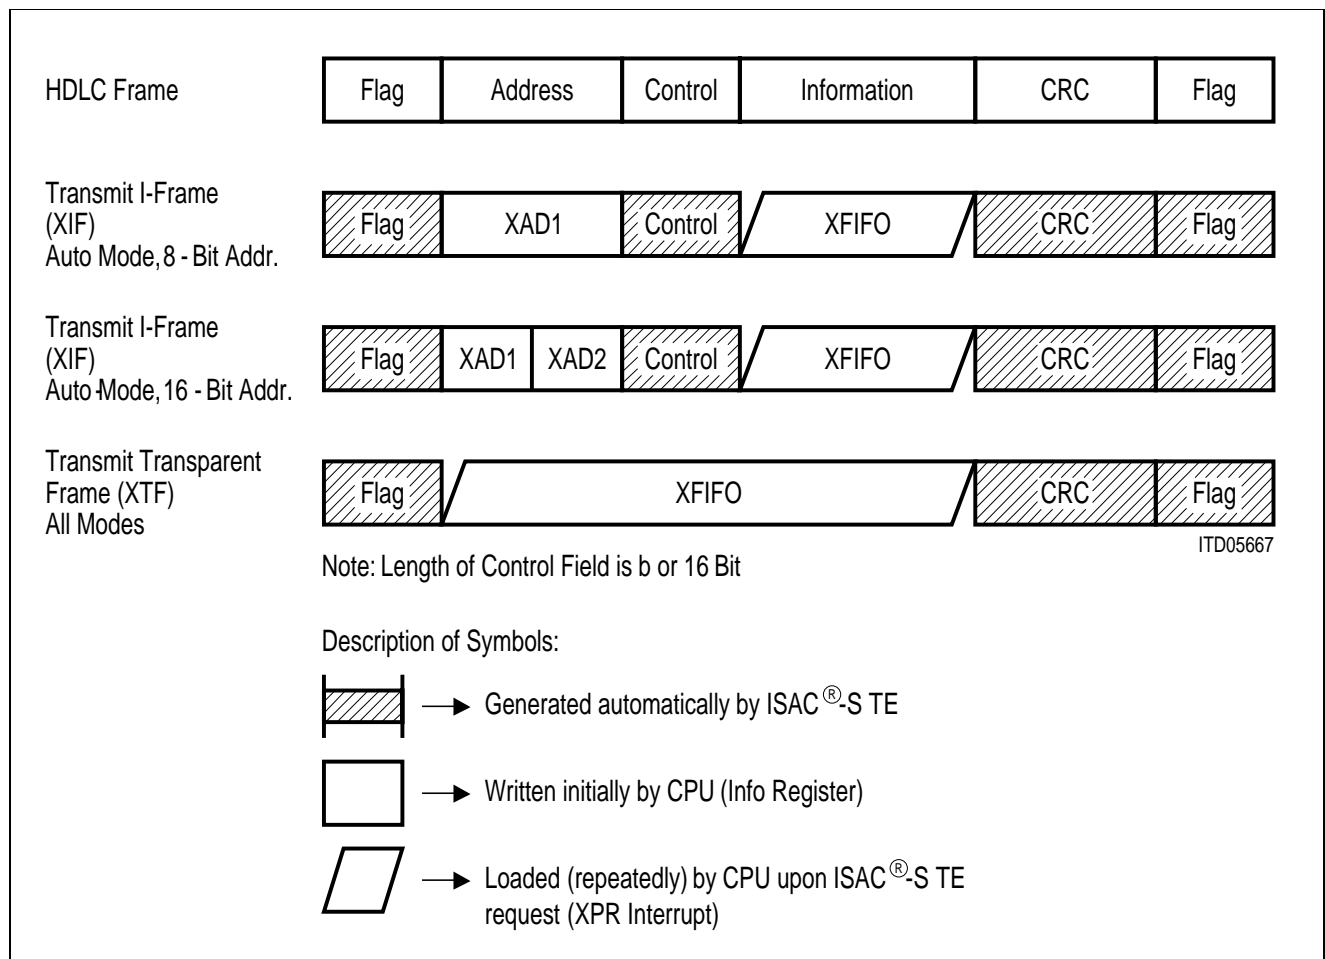 HDLC Frame Flag Address Control Information CRC Flag
Transmit I-Frame
(XIF)
Auto Mode, 8 - Bit Addr.
Flag XAD1 Control XFIFO CRC Flag
Transmit I-Frame
(XIF)
Auto-Mode, 16 - Bit Addr.
Flag XAD1 XAD2 Control XFIFO CRC Flag
Transmit Transparent
Frame (XTF)
All Modes
Flag XFIFO CRC Flag
ITD05667
Note: Length of Control Field is b or 16 Bit
Description of Symbols:
Generated automatically by ISAC®-S TE
Written initially by CPU (Info Register)
Loaded (repeatedly) by CPU upon ISAC®-S TE
request (XPR Interrupt)